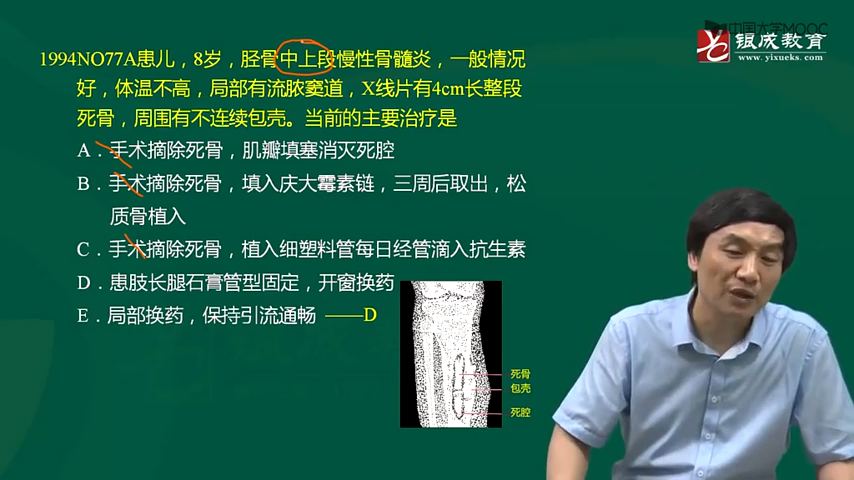 中国大学MOOC
银成教育
www.yixueks.com
1994NO77A患儿，8岁，胫骨中上段慢性骨髓炎，一般情况
好，体温不高，局部有流脓窦道，X线片有4cm长整段
死骨，周围有不连续包壳。当前的主要治疗是
A．手术摘除死骨，肌瓣填塞消灭死腔
B．手术摘除死骨，填入庆大霉素链，三周后取出，松
质骨植入
C．手术摘除死骨，植入细塑料管每日经管滴入抗生素
D．患肢长腿石膏管型固定，开窗换药
E．局部换药，保持引流通畅 ——D
死骨
包壳
死腔